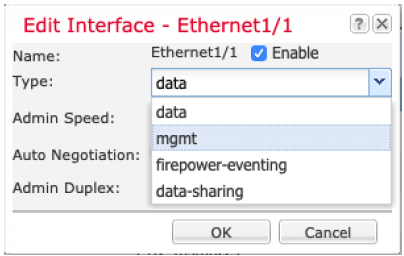 Edit Interface - Ethernet1/1 ? X
Name: Ethernet1/1 Enable
Type: data
data
Admin Speed:
mgmt
Auto Negotiation:
firepower-eventing
Admin Duplex:
data-sharing
OK Cancel